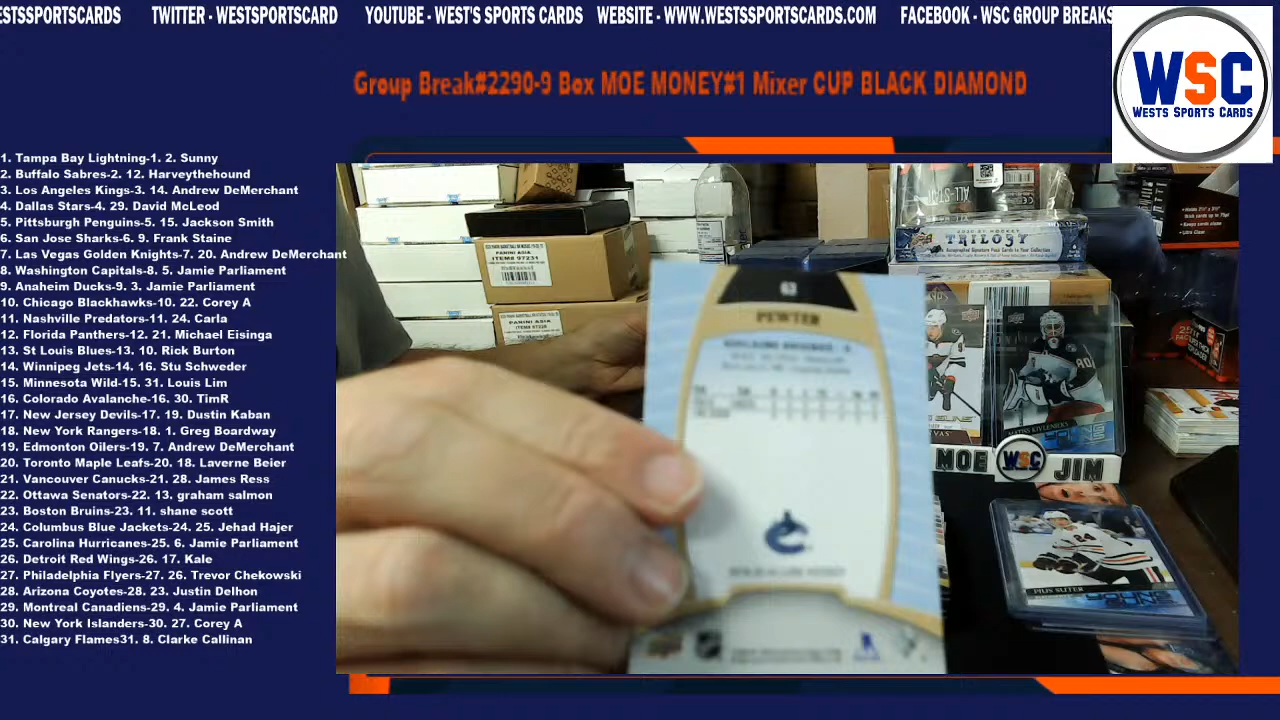 ESTSSPORTSCARDS TWITTER - WESTSPORTSCARD YOUTUBE - WEST'S SPORTS CARDS WEBSITE - WWW.WESTSSPORTSCARDS.COM FACEBOOK - WSC GROUP BREAKS
WSC
WESTS SPORTS CARDS
Group Break#2290-9 Box MOE MONEY#1 Mixer CUP BLACK DIAMOND
1. Tampa Bay Lightning-1. 2. Sunny
2. Buffalo Sabres-2. 12. Harveythehound
3. Los Angeles Kings-3. 14. Andrew DeMerchant
4. Dallas Stars-4. 29. David McLeod
5. Pittsburgh Penguins-5. 15. Jackson Smith
6. San Jose Sharks-6. 9. Frank Staine
7. Las Vegas Golden Knights-7. 20. Andrew DeMerchant
8. Washington Capitals-8. 5. Jamie Parliament
9. Anaheim Ducks-9. 3. Jamie Parliament
10. Chicago Blackhawks-10. 22. Corey A
11. Nashville Predators-11. 24. Carla
12. Florida Panthers-12. 21. Michael Eisinga
13. St Louis Blues-13. 10. Rick Burton
14. Winnipeg Jets-14. 16. Stu Schweder
15. Minnesota Wild-15. 31. Louis Lim
16. Colorado Avalanche-16. 30. TimR
17. New Jersey Devils-17. 19. Dustin Kaban
18. New York Rangers-18. 1. Greg Boardway
19. Edmonton Oilers-19. 7. Andrew DeMerchant
20. Toronto Maple Leafs-20. 18. Laverne Beier
21. Vancouver Canucks-21. 28. James Ress
22. Ottawa Senators-22. 13. graham salmon
23. Boston Bruins-23. 11. shane scott
24. Columbus Blue Jackets-24. 25. Jehad Hajer
25. Carolina Hurricanes-25. 6. Jamie Parliament
26. Detroit Red Wings-26. 17. Kale
27. Philadelphia Flyers-27. 26. Trevor Chekowski
28. Arizona Coyotes-28. 23. Justin Delhon
29. Montreal Canadiens-29. 4. Jamie Parliament
30. New York Islanders-30. 27. Corey A
31. Calgary Flames31. 8. Clarke Callinan
PANINI ASIA
ITEM# 97231
PANINI ASIA
TRILOGY
63
PEWTER
MATISS KIVLENIEKS
MOE WSC JIM
PIUS SUTER